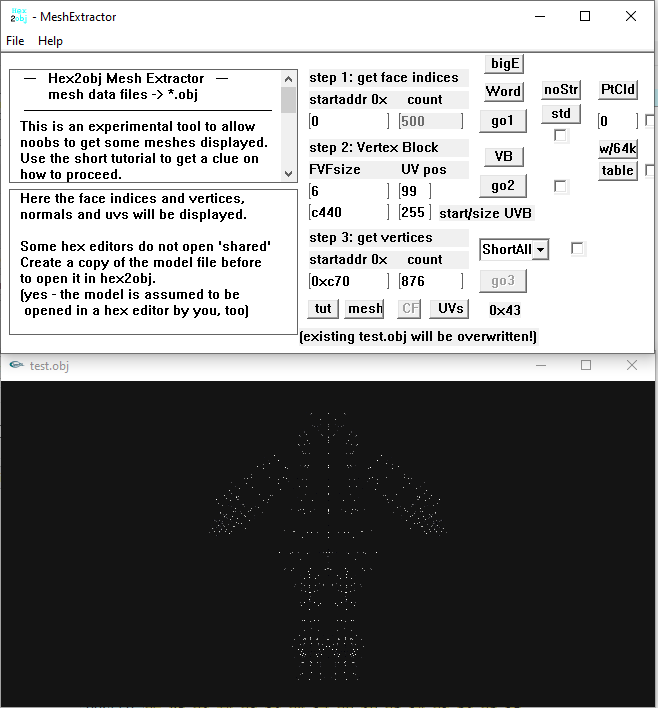 Hex 2obj - MeshExtractor
File Help
— Hex2obj Mesh Extractor —
mesh data files -> *.obj
This is an experimental tool to allow
noobs to get some meshes displayed.
Use the short tutorial to get a clue on
how to proceed.
Here the face indices and vertices,
normals and uvs will be displayed.
Some hex editors do not open 'shared'
Create a copy of the model file before
to open it in hex2obj.
(yes - the model is assumed to be
opened in a hex editor by you, too)
step 1: get face indices
startaddr 0x count
0 500
step 2: Vertex Block
FVFsize UV pos
6 99
c440 255 start/size UVB
step 3: get vertices
startaddr 0x count
0xc70 876
tut mesh CF UVs 0x43
(existing test.obj will be overwritten!)
bigE
Word noStr PtCld
go1 std 0
VB w/64k
go2 table
ShortAll
go3
test.obj